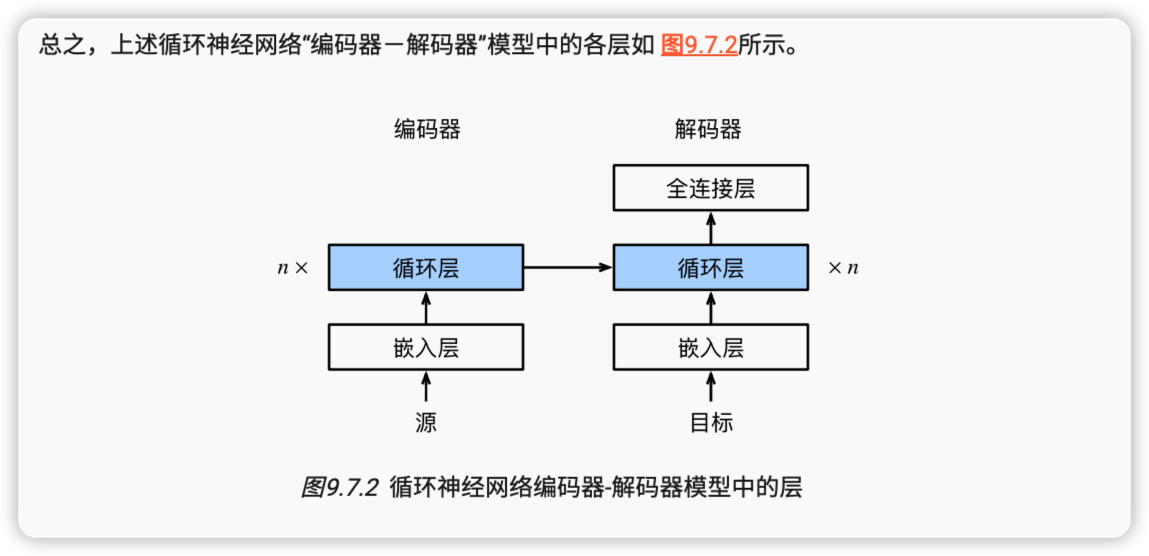 总之，上述循环神经网络“编码器－解码器”模型中的各层如 图9.7.2所示。
编码器
解码器
全连接层
n ×
循环层
循环层
× n
嵌入层
嵌入层
源
目标
图9.7.2 循环神经网络编码器-解码器模型中的层